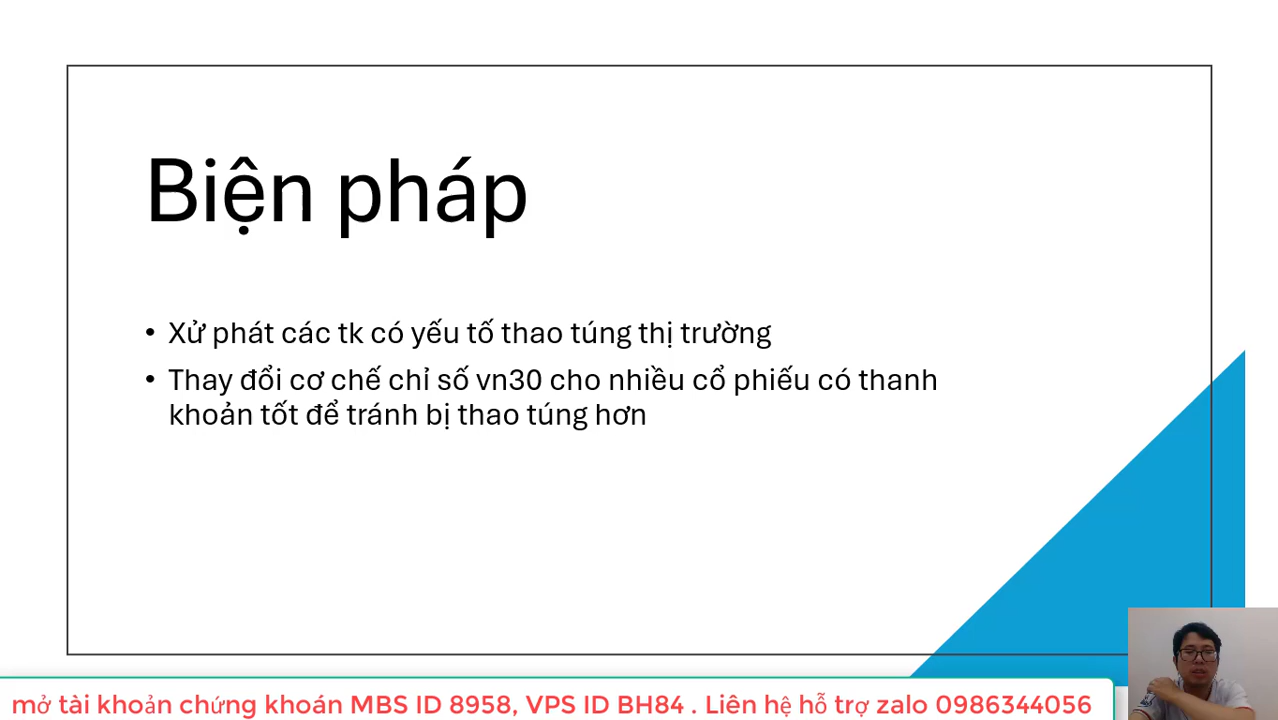 Biện pháp
• Xử phát các tk có yếu tố thao túng thị trường
• Thay đổi cơ chế chỉ số vn30 cho nhiều cổ phiếu có thanh
khoản tốt để tránh bị thao túng hơn
mở tài khoản chứng khoán MBS ID 8958, VPS ID BH84 . Liên hệ hỗ trợ zalo 0986344056